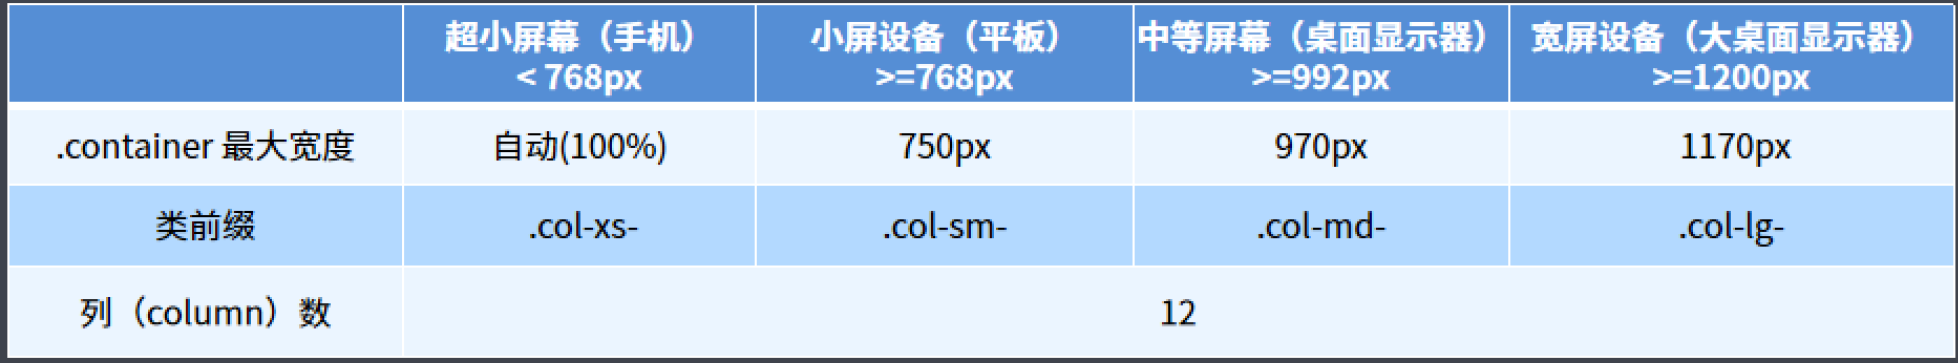 超小屏幕（手机）
< 768px
小屏设备（平板）
>=768px
中等屏幕（桌面显示器）
>=992px
宽屏设备（大桌面显示器）
>=1200px
.container 最大宽度
自动(100%)
750px
970px
1170px
类前缀
.col-xs-
.col-sm-
.col-md-
.col-lg-
列（column）数
12